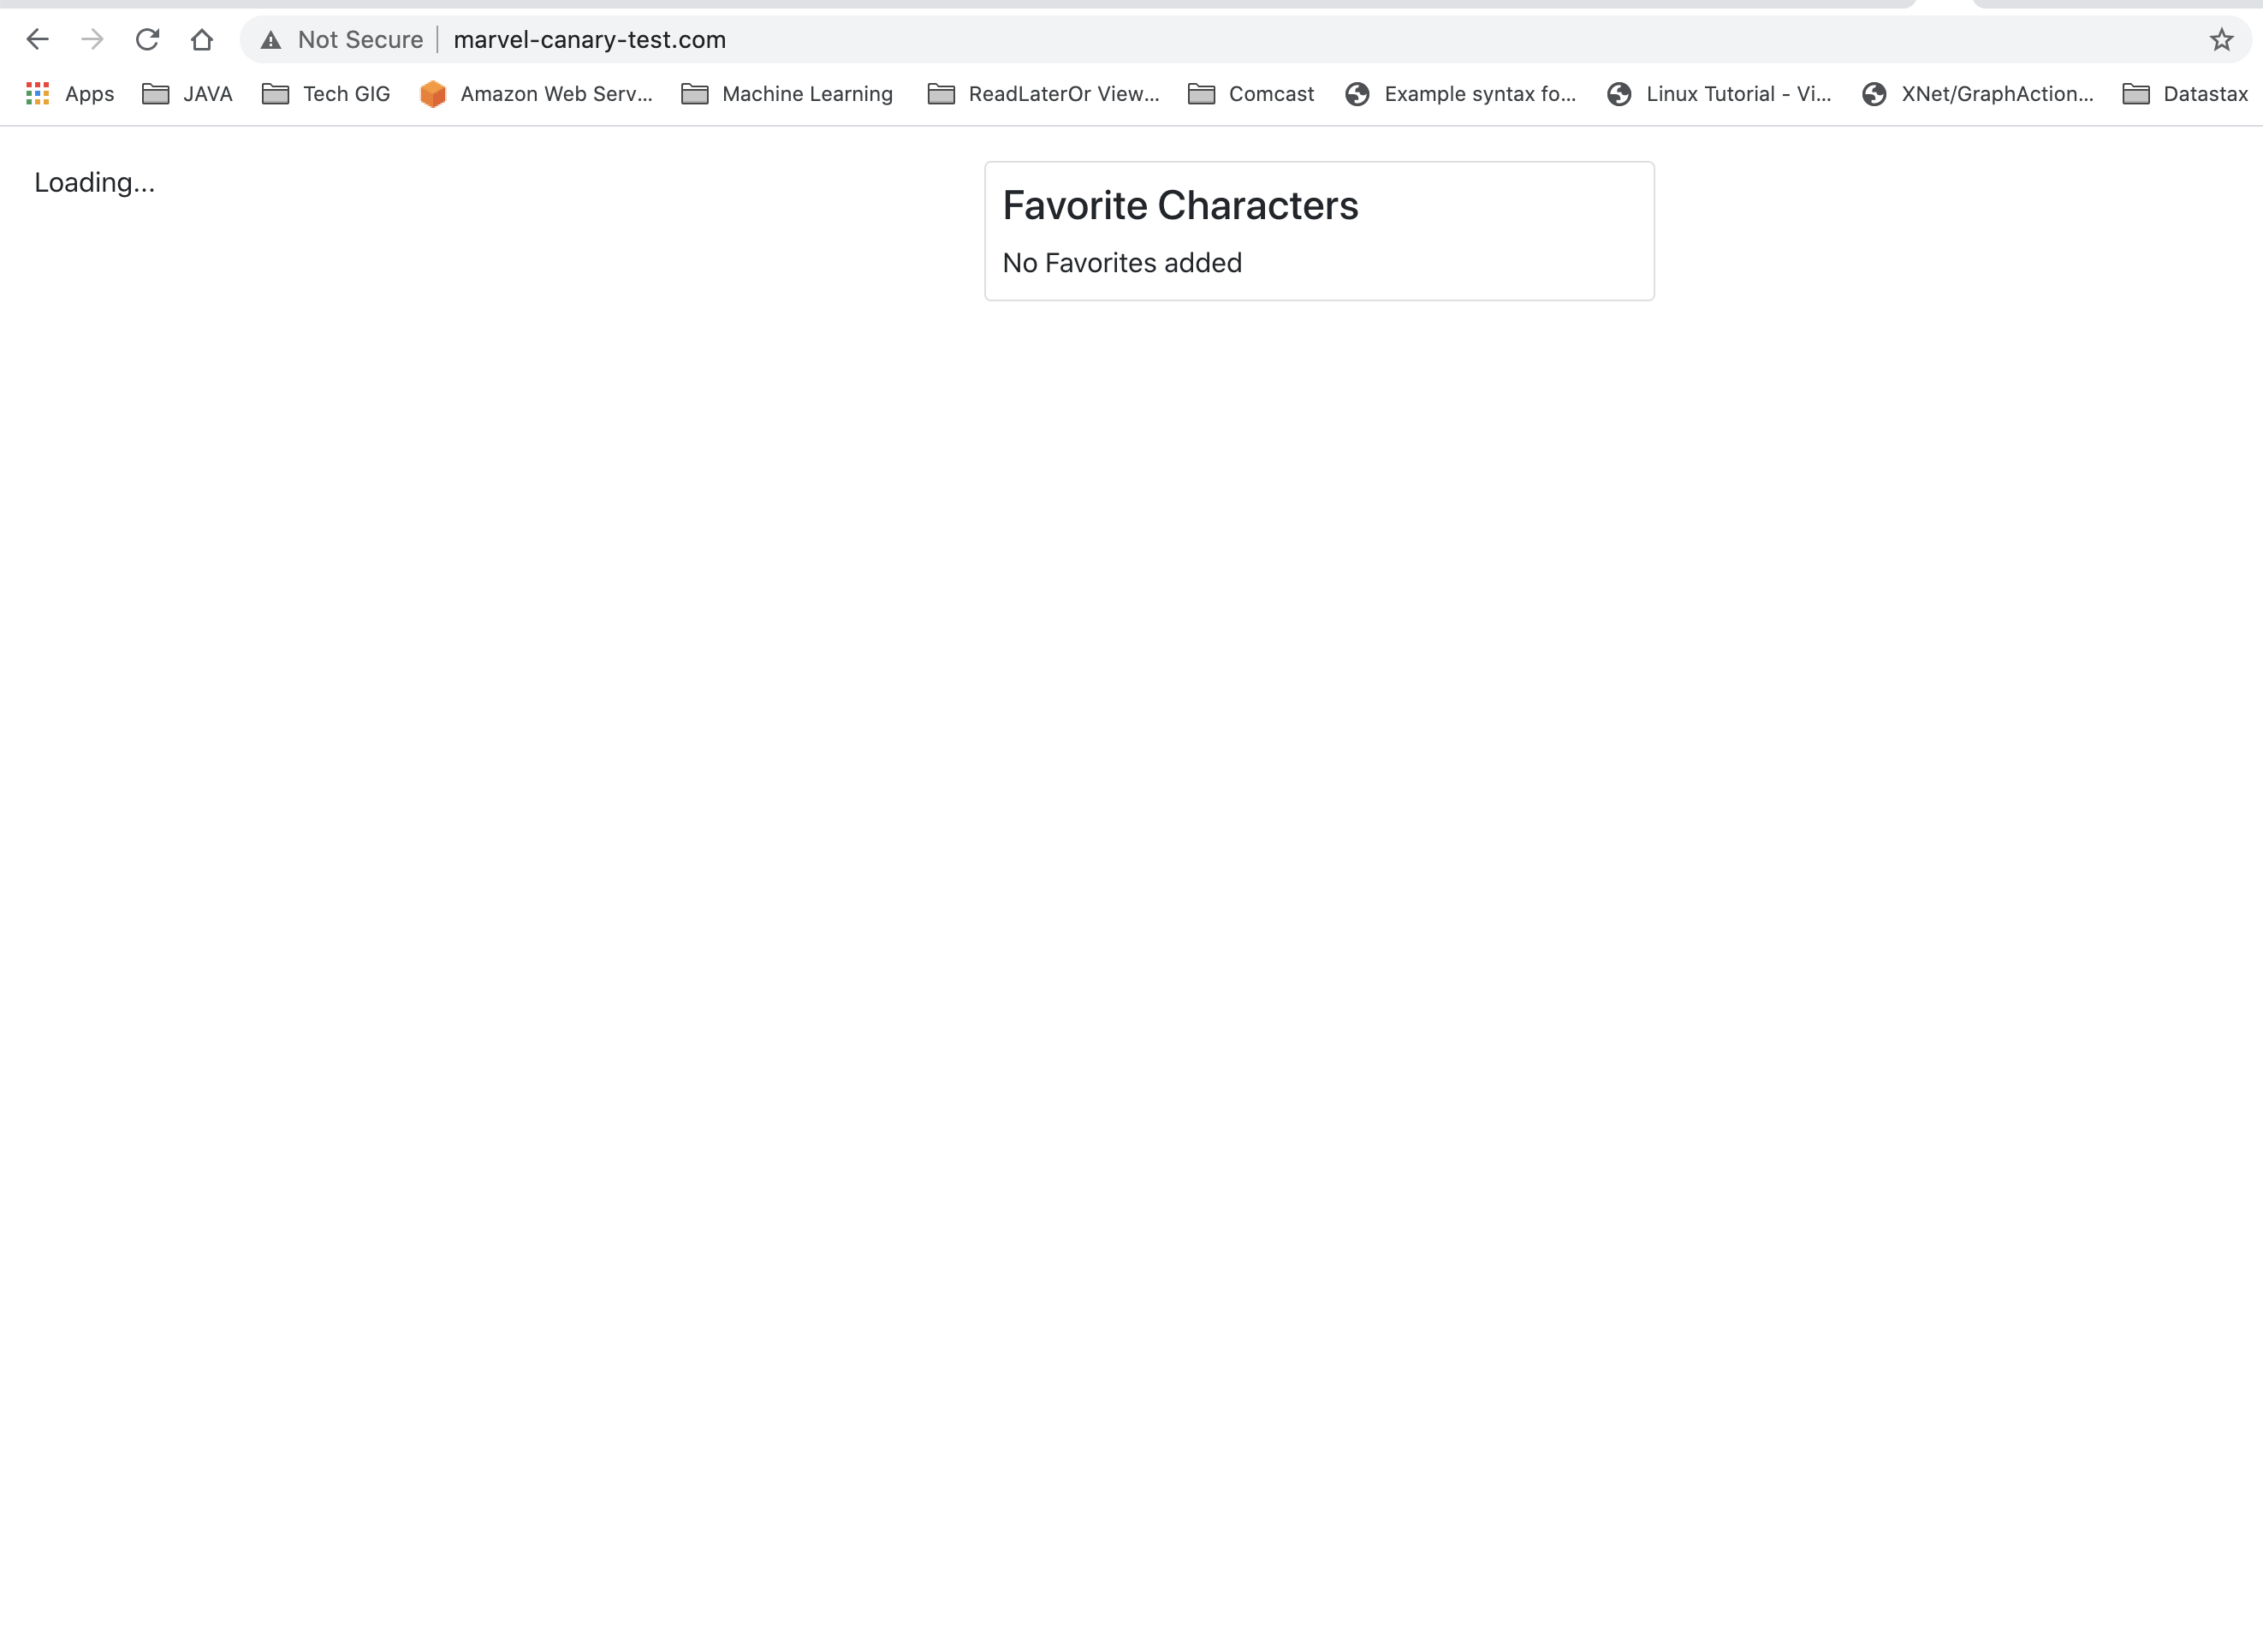 Not Secure | marvel-canary-test.com
Apps JAVA Tech GIG Amazon Web Serv... Machine Learning ReadLaterOr View... Comcast Example syntax fo... Linux Tutorial - Vi... XNet/GraphAction... Datastax
Loading...
Favorite Characters
No Favorites added